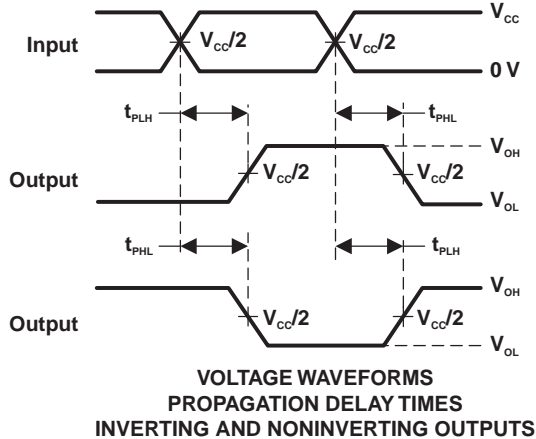 V_CC
Input V_CC/2 V_CC/2
0 V
t_PLH t_PHL
V_OH
Output V_CC/2 V_CC/2
V_OL
t_PHL t_PLH
V_OH
Output V_CC/2 V_CC/2
V_OL
VOLTAGE WAVEFORMS
PROPAGATION DELAY TIMES
INVERTING AND NONINVERTING OUTPUTS